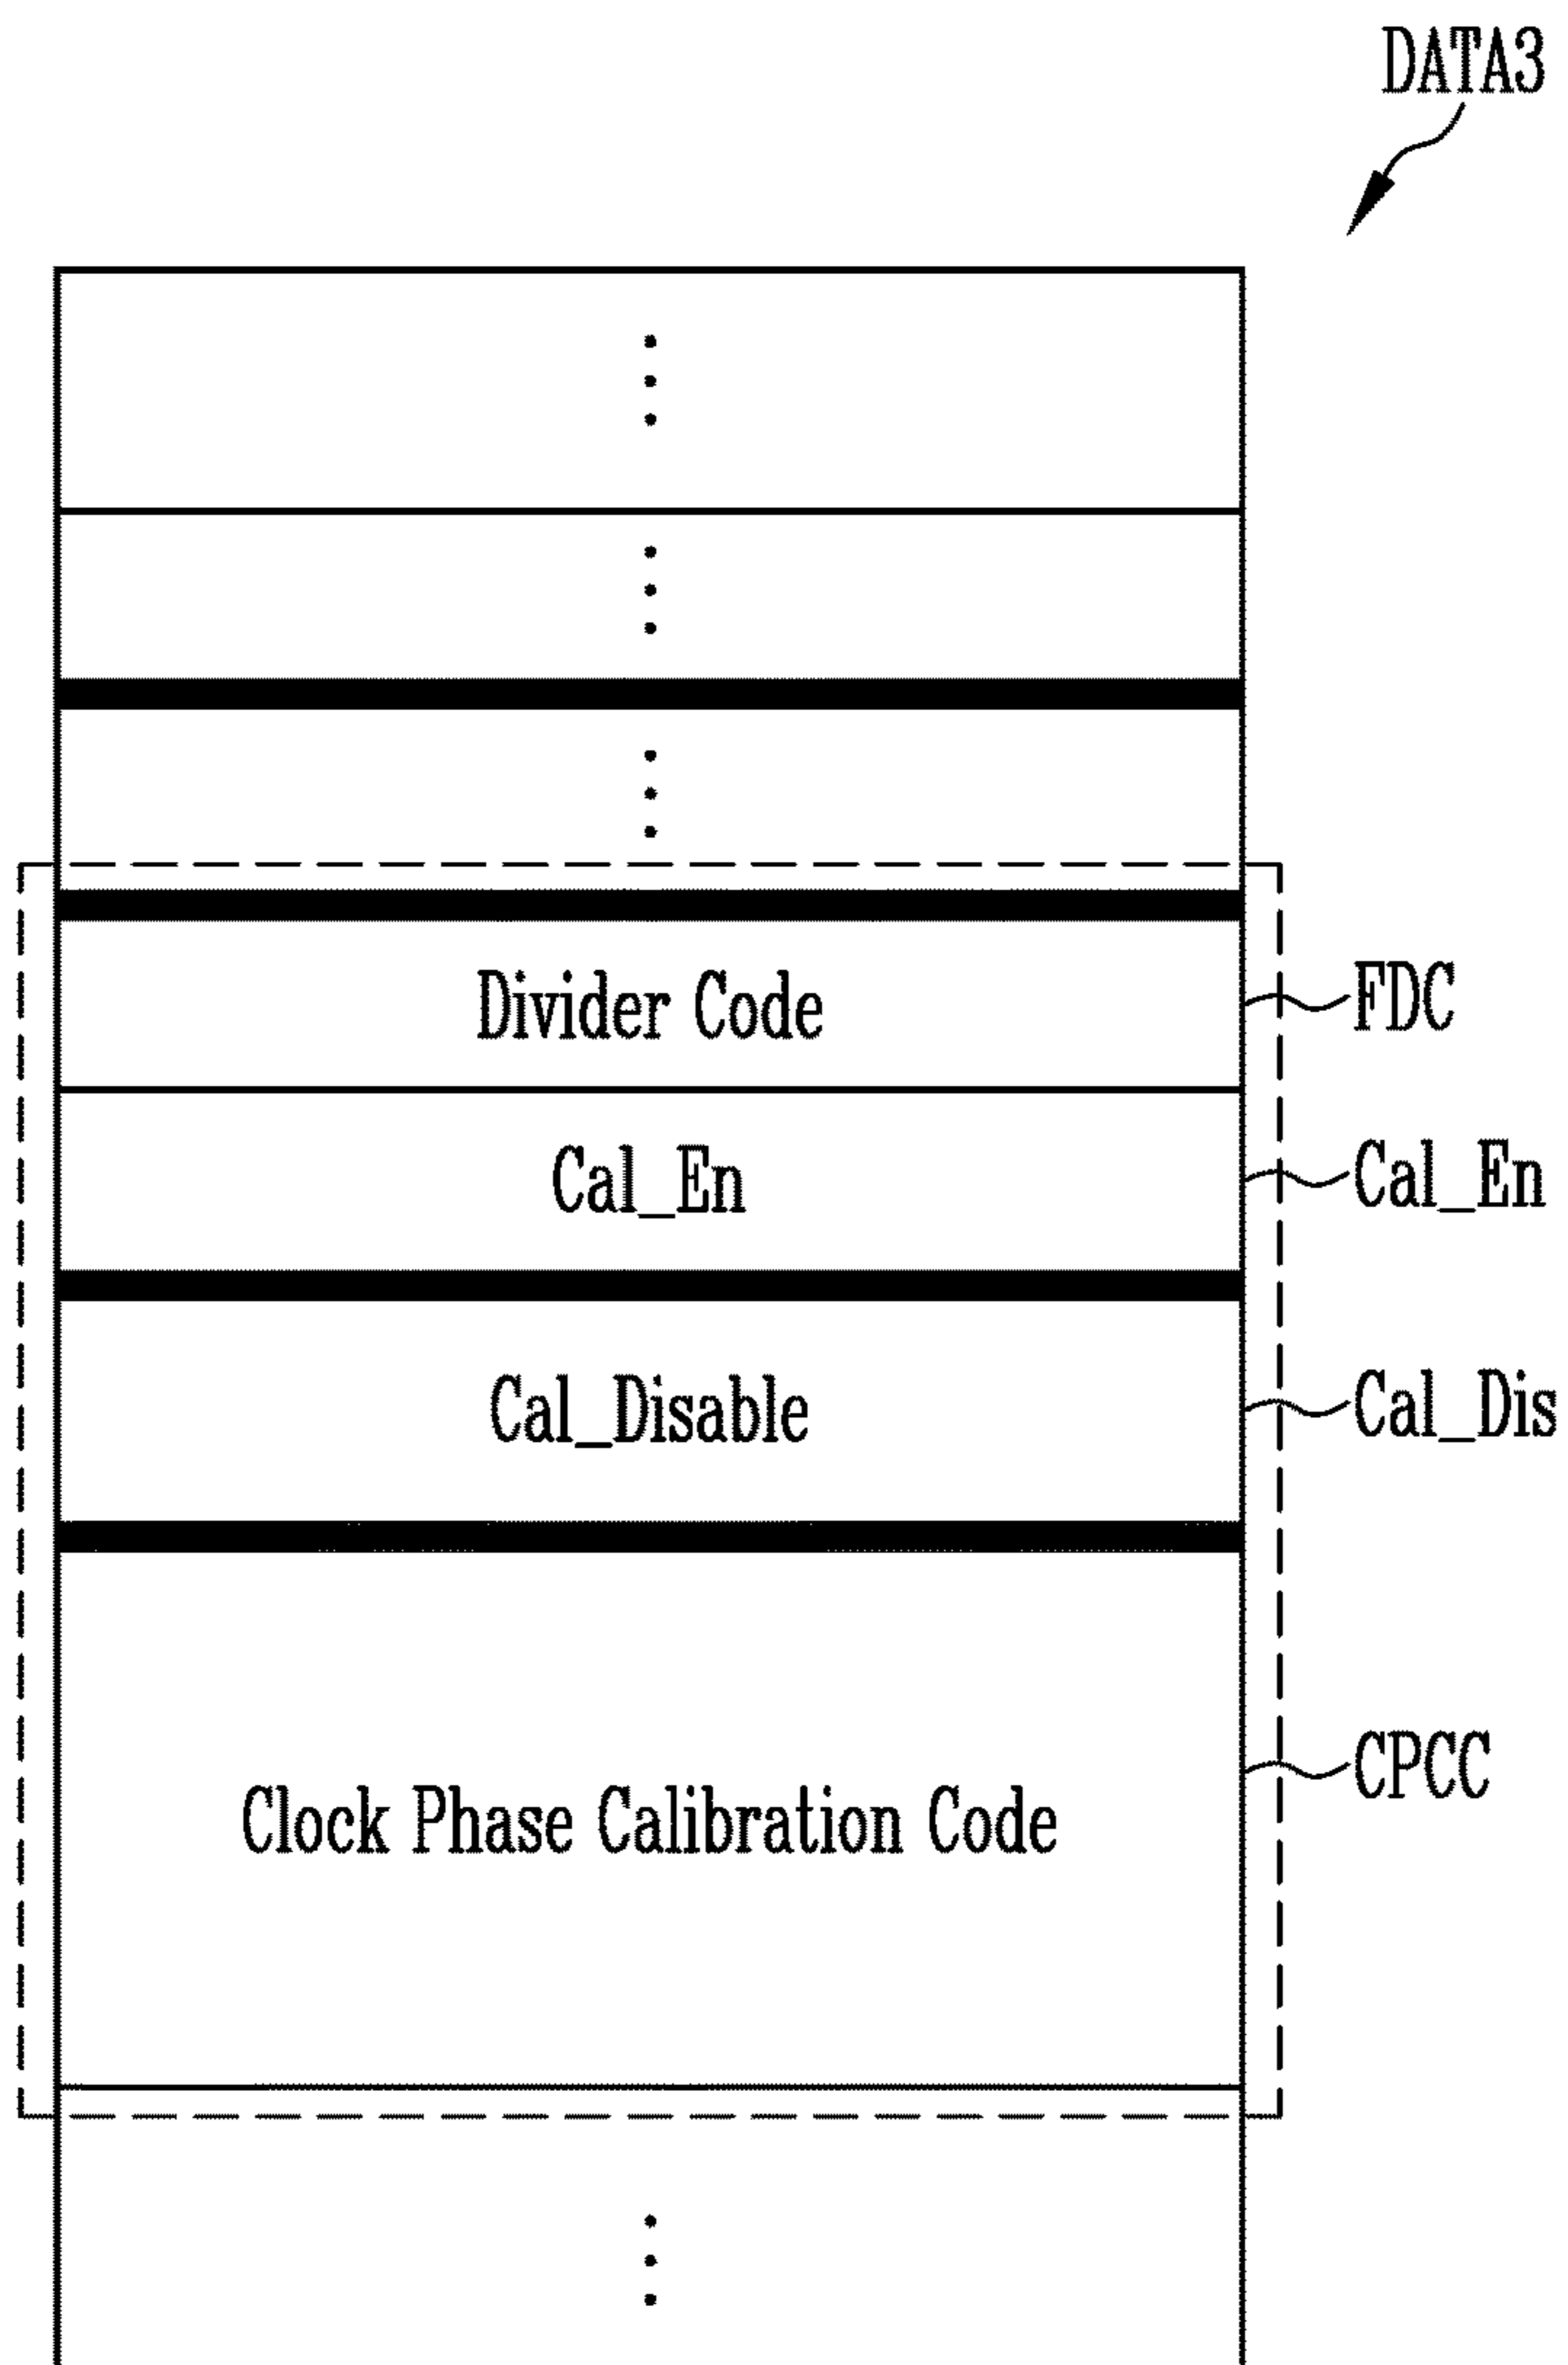 DATA3
Divider Code
FDC
Cal_En
Cal_En
Cal_Disable
Cal_Dis
Clock Phase Calibration Code
CPCC